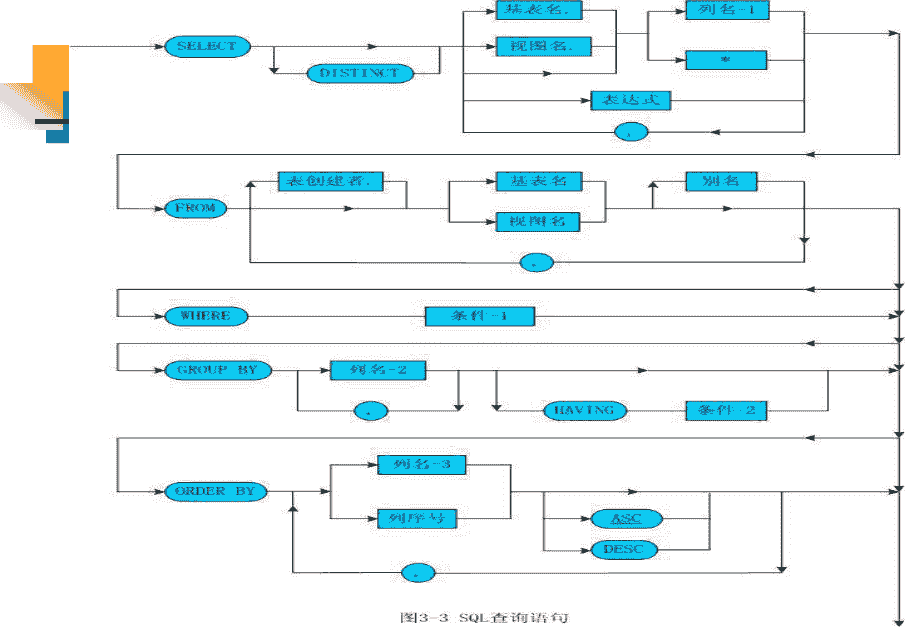 基表名.
列名-1
SELECT
视图名.
*
DISTINCT
表达式
,
表创建者.
基表名
别名
FROM
视图名
,
WHERE
条件-1
GROUP BY
列名-2
,
HAVING
条件-2
列名-3
ORDER BY
列序号
ASC
DESC
,
图3-3 SQL查询语句